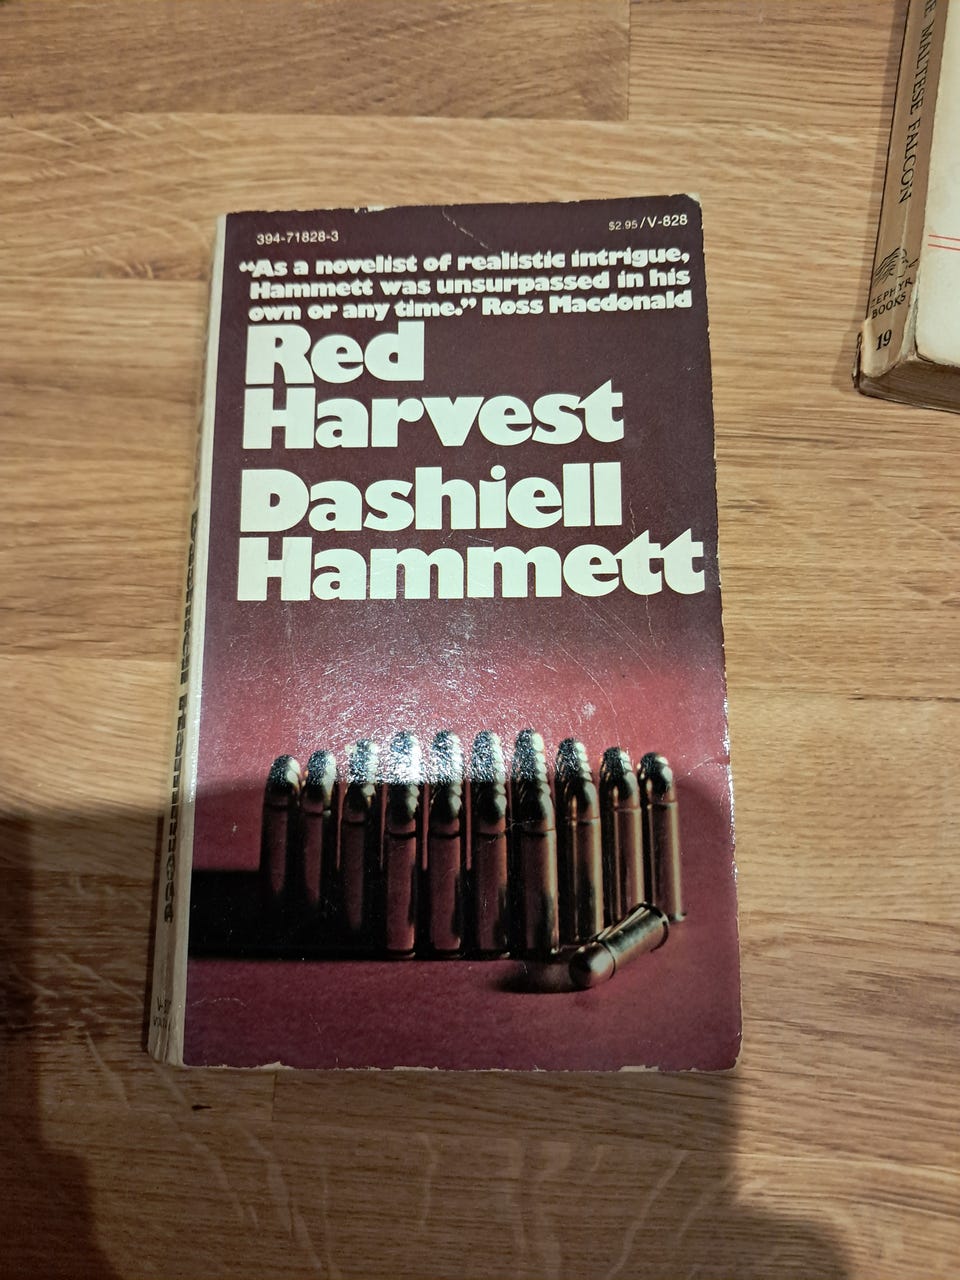 394-71828-3
$2.95/V-828
“As a novelist of realistic intrigue,
Hammett was unsurpassed in his
own or any time.” Ross Macdonald
Red
Harvest
Dashiell
Hammett
MALTESE FALCON
ZEPHYR
BOOKS
19